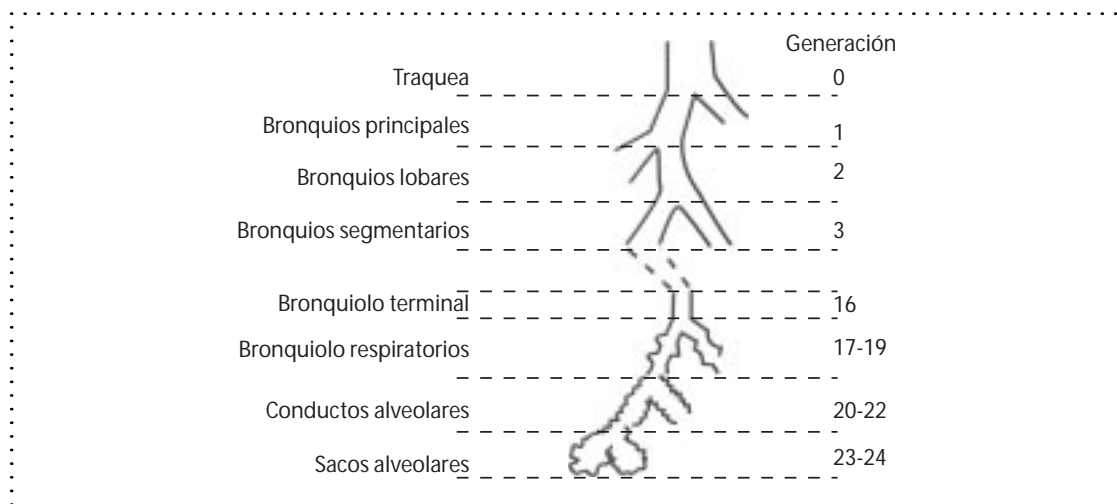 Generación
Traquea 0
Bronquios principales 1
Bronquios lobares 2
Bronquios segmentarios 3
Bronquiolo terminal 16
Bronquiolo respiratorios 17-19
Conductos alveolares 20-22
Sacos alveolares 23-24